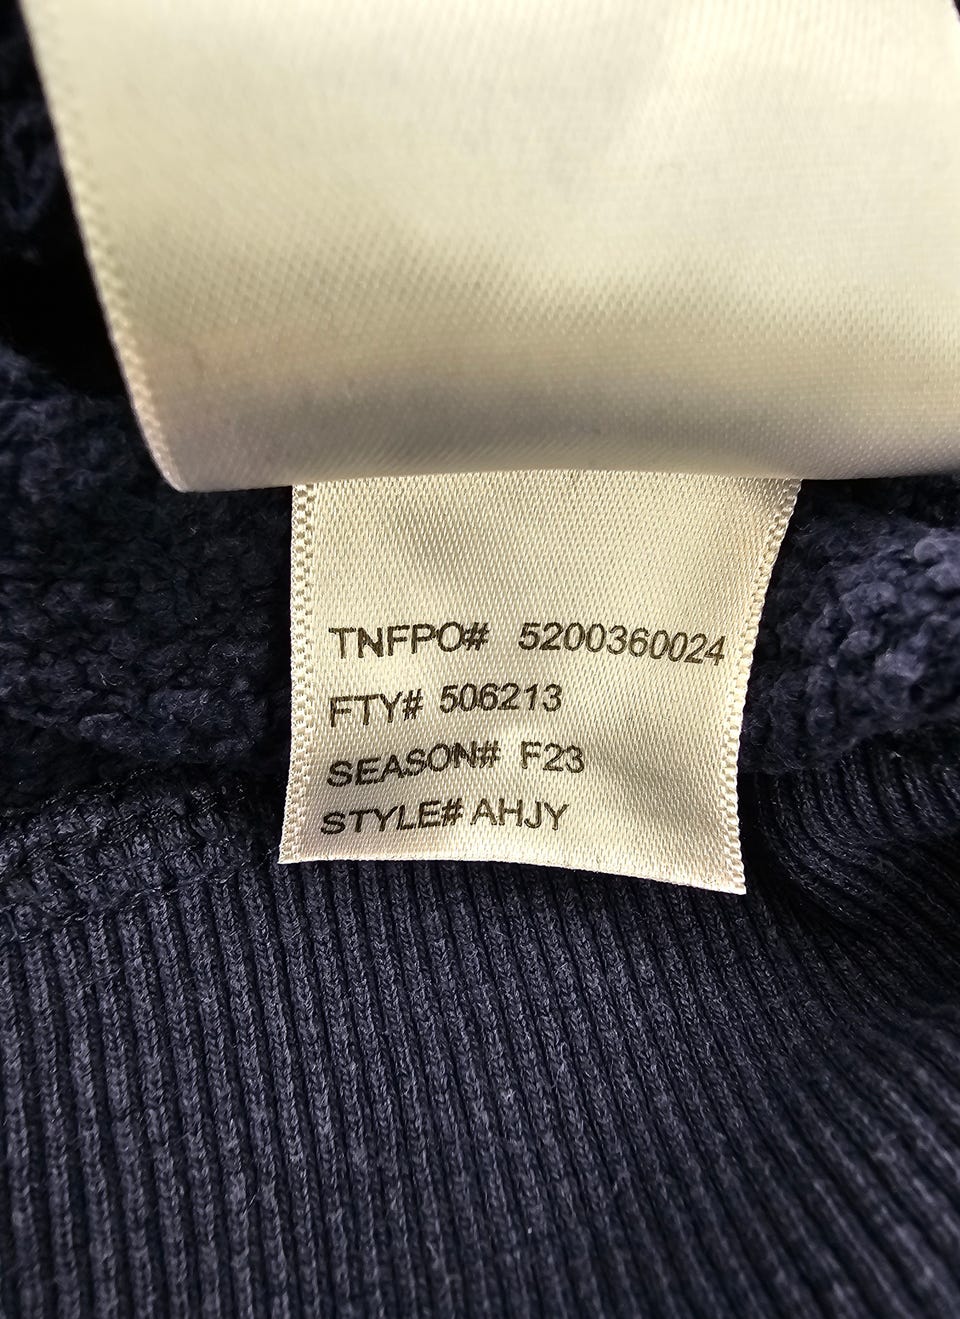 TNFPO# 5200360024
FTY# 506213
SEASON# F23
STYLE# AHJY